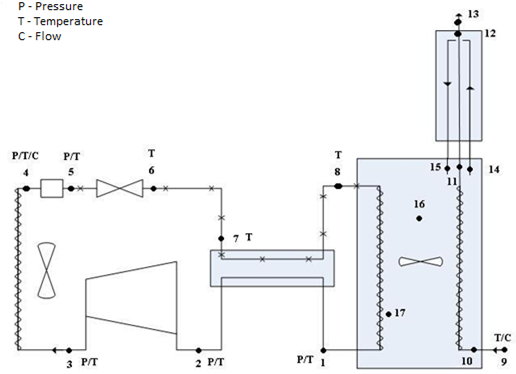 P - Pressure
T - Temperature
C - Flow
13
12
15
11
14
P/T/C
4
P/T
5
T
6
T
8
16
7 T
17
3 P/T
2 P/T
P/T
1
10
T/C
9